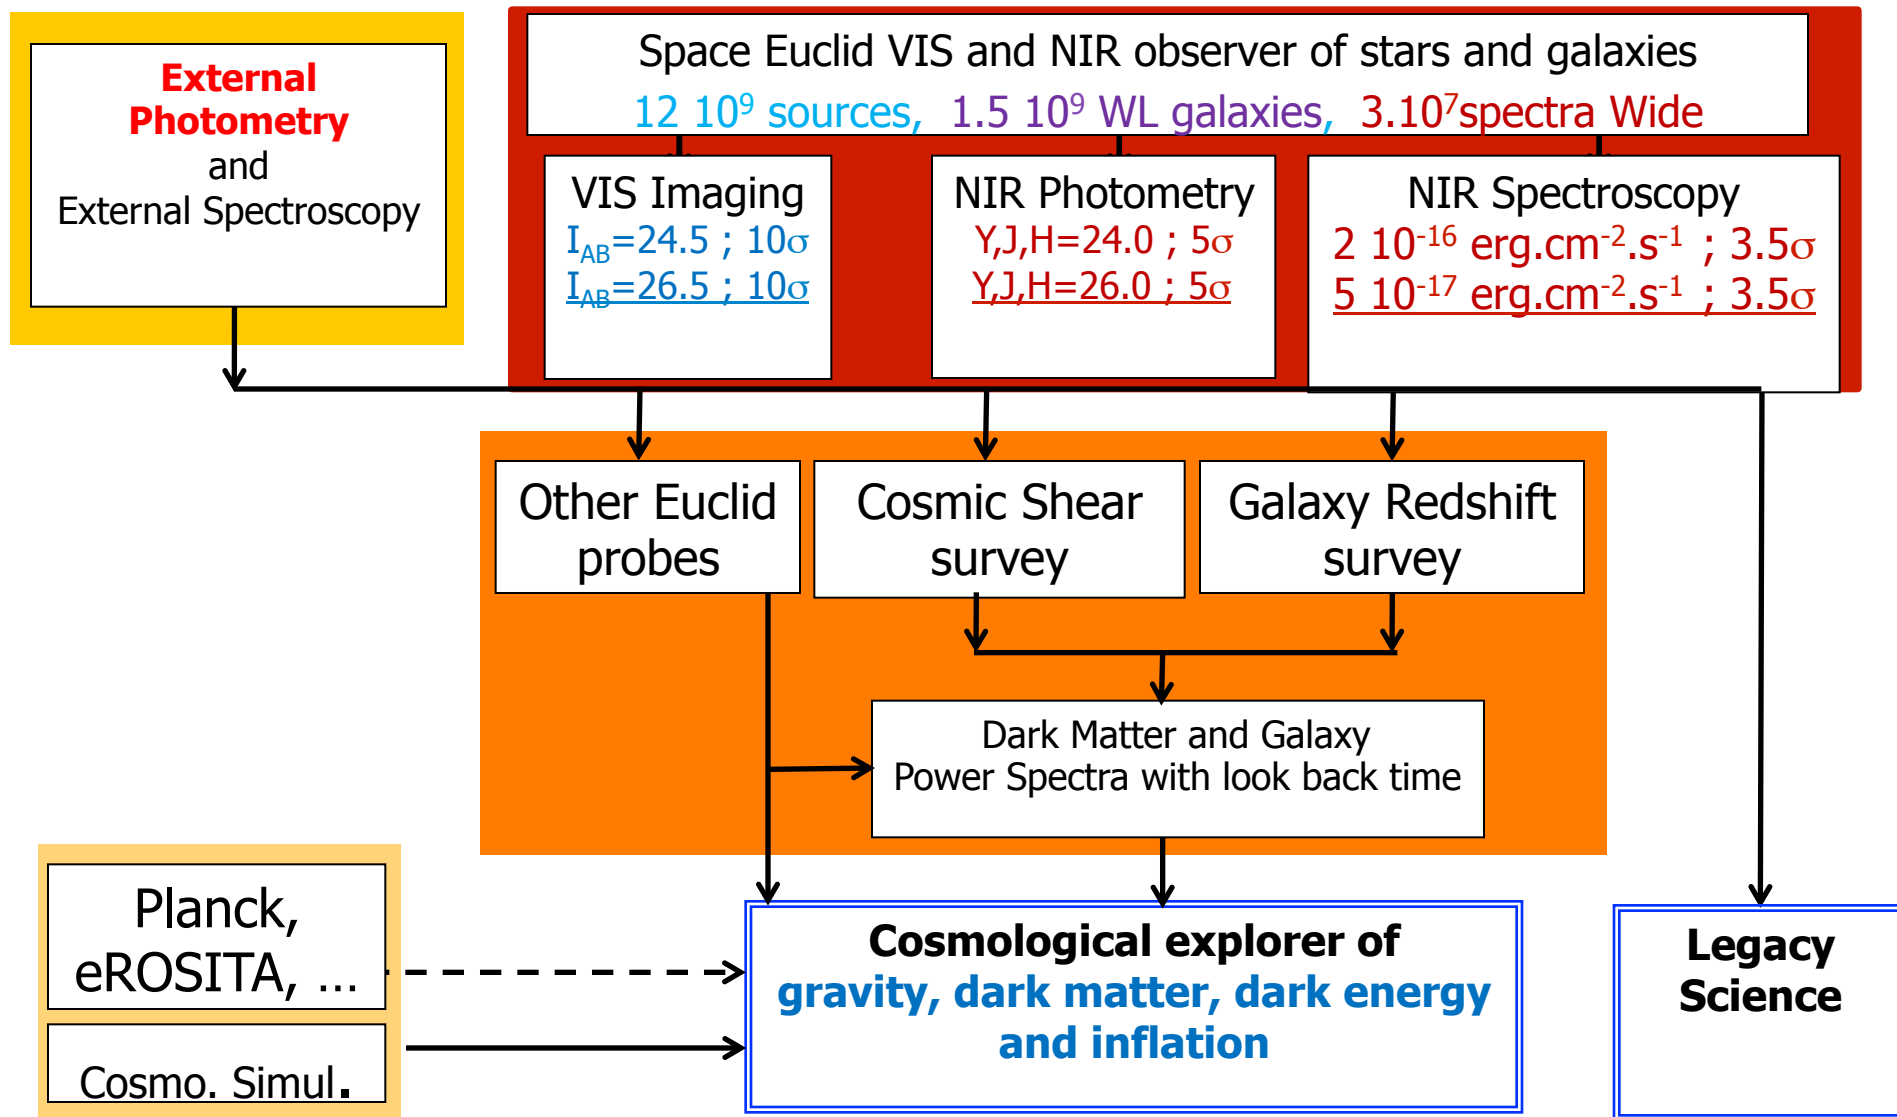 External
Photometry
and
External Spectroscopy
Space Euclid VIS and NIR observer of stars and galaxies
12 10⁹ sources, 1.5 10⁹ WL galaxies, 3.10⁷spectra Wide
VIS Imaging
I_AB=24.5 ; 10σ
I_AB=26.5 ; 10σ
NIR Photometry
Y,J,H=24.0 ; 5σ
Y,J,H=26.0 ; 5σ
NIR Spectroscopy
2 10⁻¹⁶ erg.cm⁻².s⁻¹ ; 3.5σ
5 10⁻¹⁷ erg.cm⁻².s⁻¹ ; 3.5σ
Other Euclid
probes
Cosmic Shear
survey
Galaxy Redshift
survey
Dark Matter and Galaxy
Power Spectra with look back time
Planck,
eROSITA, ...
Cosmo. Simul.
Cosmological explorer of
gravity, dark matter, dark energy
and inflation
Legacy
Science